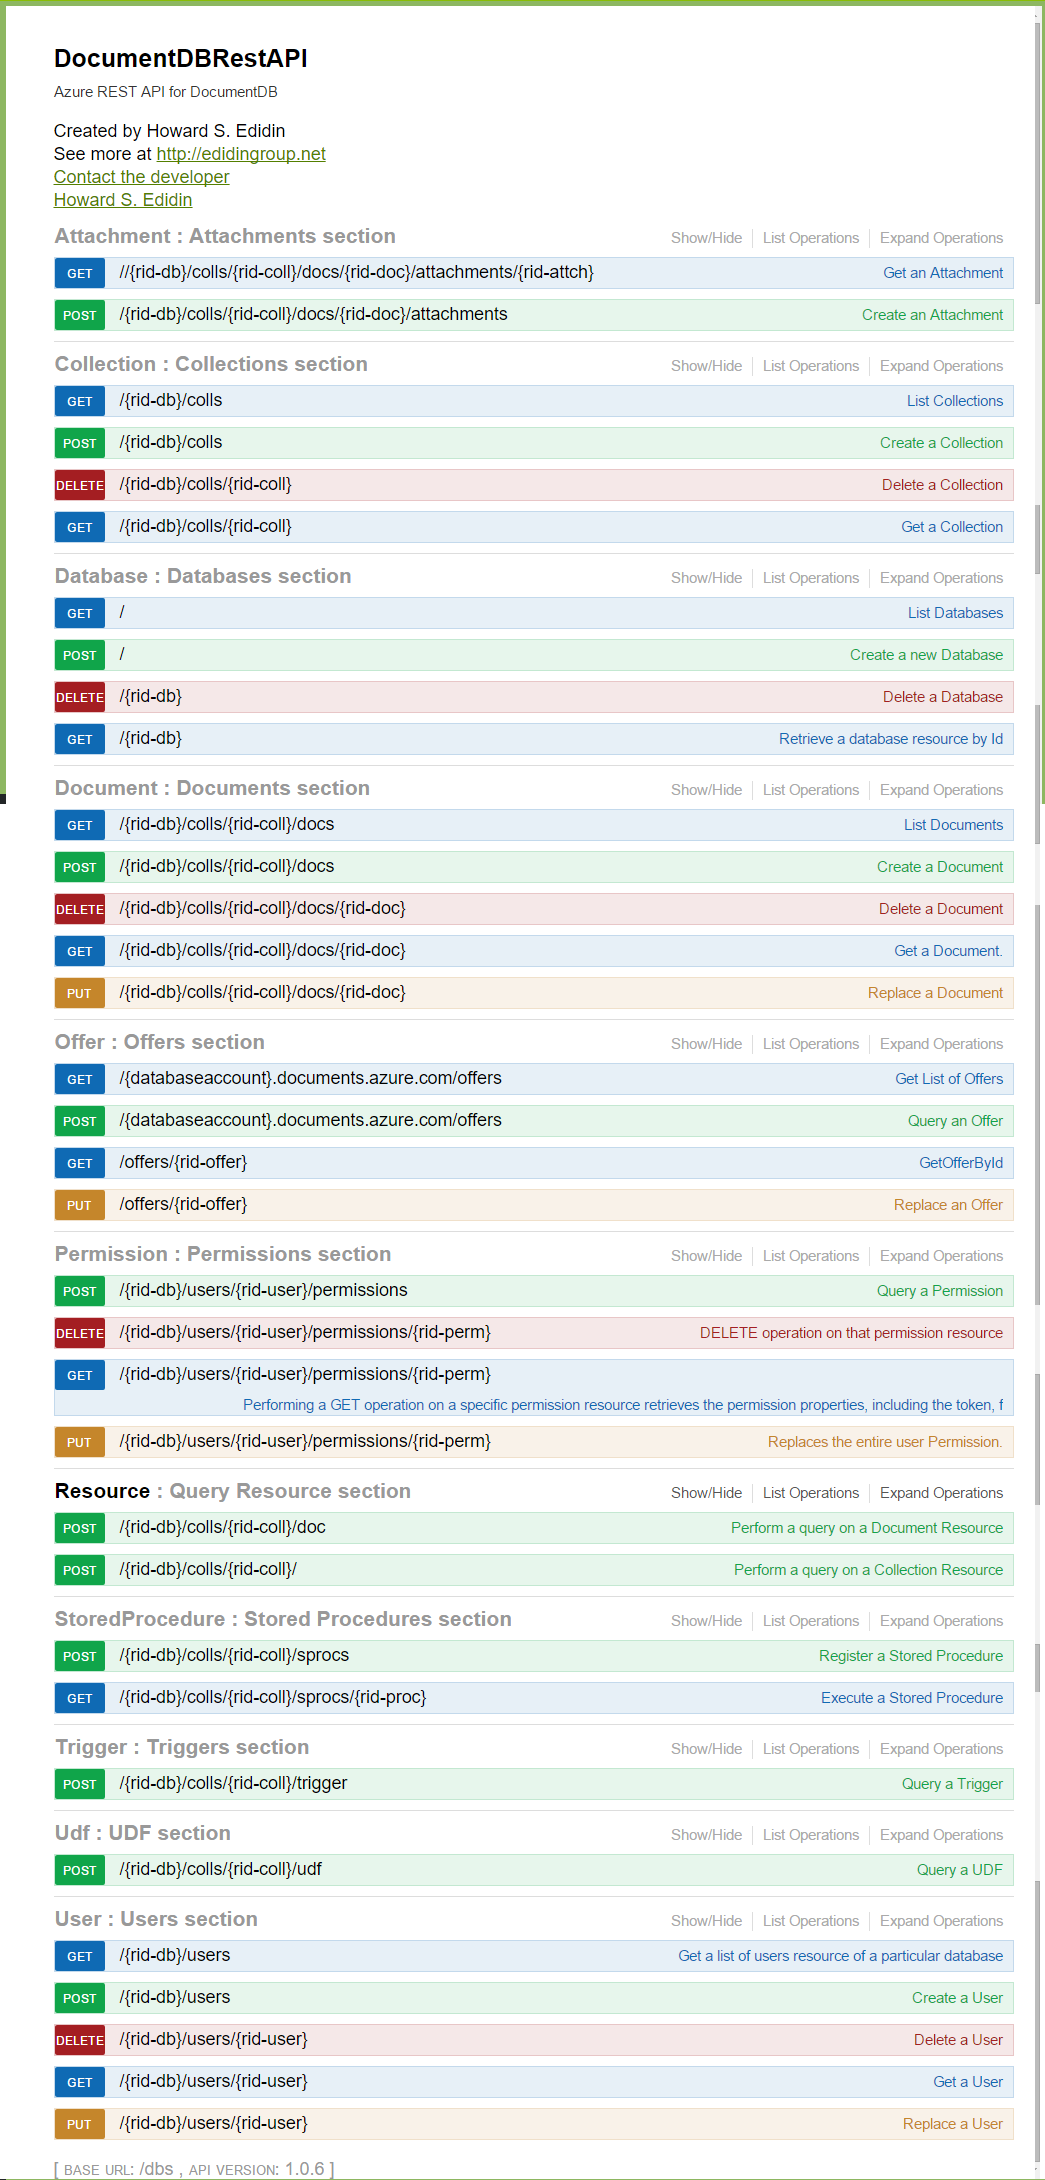 DocumentDBRestAPI
Azure REST API for DocumentDB
Created by Howard S. Edidin
See more at http://edidingroup.net
Contact the developer
Howard S. Edidin
Attachment : Attachments section Show/Hide List Operations Expand Operations
GET //{rid-db}/colls/{rid-coll}/docs/{rid-doc}/attachments/{rid-attch} Get an Attachment
POST /{rid-db}/colls/{rid-coll}/docs/{rid-doc}/attachments Create an Attachment
Collection : Collections section Show/Hide List Operations Expand Operations
GET /{rid-db}/colls List Collections
POST /{rid-db}/colls Create a Collection
DELETE /{rid-db}/colls/{rid-coll} Delete a Collection
GET /{rid-db}/colls/{rid-coll} Get a Collection
Database : Databases section Show/Hide List Operations Expand Operations
GET / List Databases
POST / Create a new Database
DELETE /{rid-db} Delete a Database
GET /{rid-db} Retrieve a database resource by Id
Document : Documents section Show/Hide List Operations Expand Operations
GET /{rid-db}/colls/{rid-coll}/docs List Documents
POST /{rid-db}/colls/{rid-coll}/docs Create a Document
DELETE /{rid-db}/colls/{rid-coll}/docs/{rid-doc} Delete a Document
GET /{rid-db}/colls/{rid-coll}/docs/{rid-doc} Get a Document.
PUT /{rid-db}/colls/{rid-coll}/docs/{rid-doc} Replace a Document
Offer : Offers section Show/Hide List Operations Expand Operations
GET /{databaseaccount}.documents.azure.com/offers Get List of Offers
POST /{databaseaccount}.documents.azure.com/offers Query an Offer
GET /offers/{rid-offer} GetOfferById
PUT /offers/{rid-offer} Replace an Offer
Permission : Permissions section Show/Hide List Operations Expand Operations
POST /{rid-db}/users/{rid-user}/permissions Query a Permission
DELETE /{rid-db}/users/{rid-user}/permissions/{rid-perm} DELETE operation on that permission resource
GET /{rid-db}/users/{rid-user}/permissions/{rid-perm}
Performing a GET operation on a specific permission resource retrieves the permission properties, including the token, f
PUT /{rid-db}/users/{rid-user}/permissions/{rid-perm} Replaces the entire user Permission.
Resource : Query Resource section Show/Hide List Operations Expand Operations
POST /{rid-db}/colls/{rid-coll}/doc Perform a query on a Document Resource
POST /{rid-db}/colls/{rid-coll}/ Perform a query on a Collection Resource
StoredProcedure : Stored Procedures section Show/Hide List Operations Expand Operations
POST /{rid-db}/colls/{rid-coll}/sprocs Register a Stored Procedure
GET /{rid-db}/colls/{rid-coll}/sprocs/{rid-proc} Execute a Stored Procedure
Trigger : Triggers section Show/Hide List Operations Expand Operations
POST /{rid-db}/colls/{rid-coll}/trigger Query a Trigger
Udf : UDF section Show/Hide List Operations Expand Operations
POST /{rid-db}/colls/{rid-coll}/udf Query a UDF
User : Users section Show/Hide List Operations Expand Operations
GET /{rid-db}/users Get a list of users resource of a particular database
POST /{rid-db}/users Create a User
DELETE /{rid-db}/users/{rid-user} Delete a User
GET /{rid-db}/users/{rid-user} Get a User
PUT /{rid-db}/users/{rid-user} Replace a User
[ BASE URL: /dbs , API VERSION: 1.0.6 ]